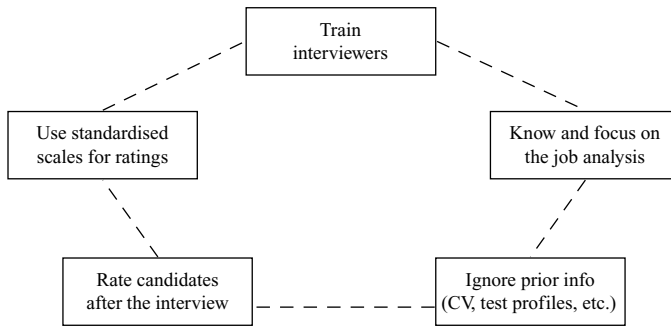 Train
interviewers
Use standardised
scales for ratings
Know and focus on
the job analysis
Rate candidates
after the interview
Ignore prior info
(CV, test profiles, etc.)